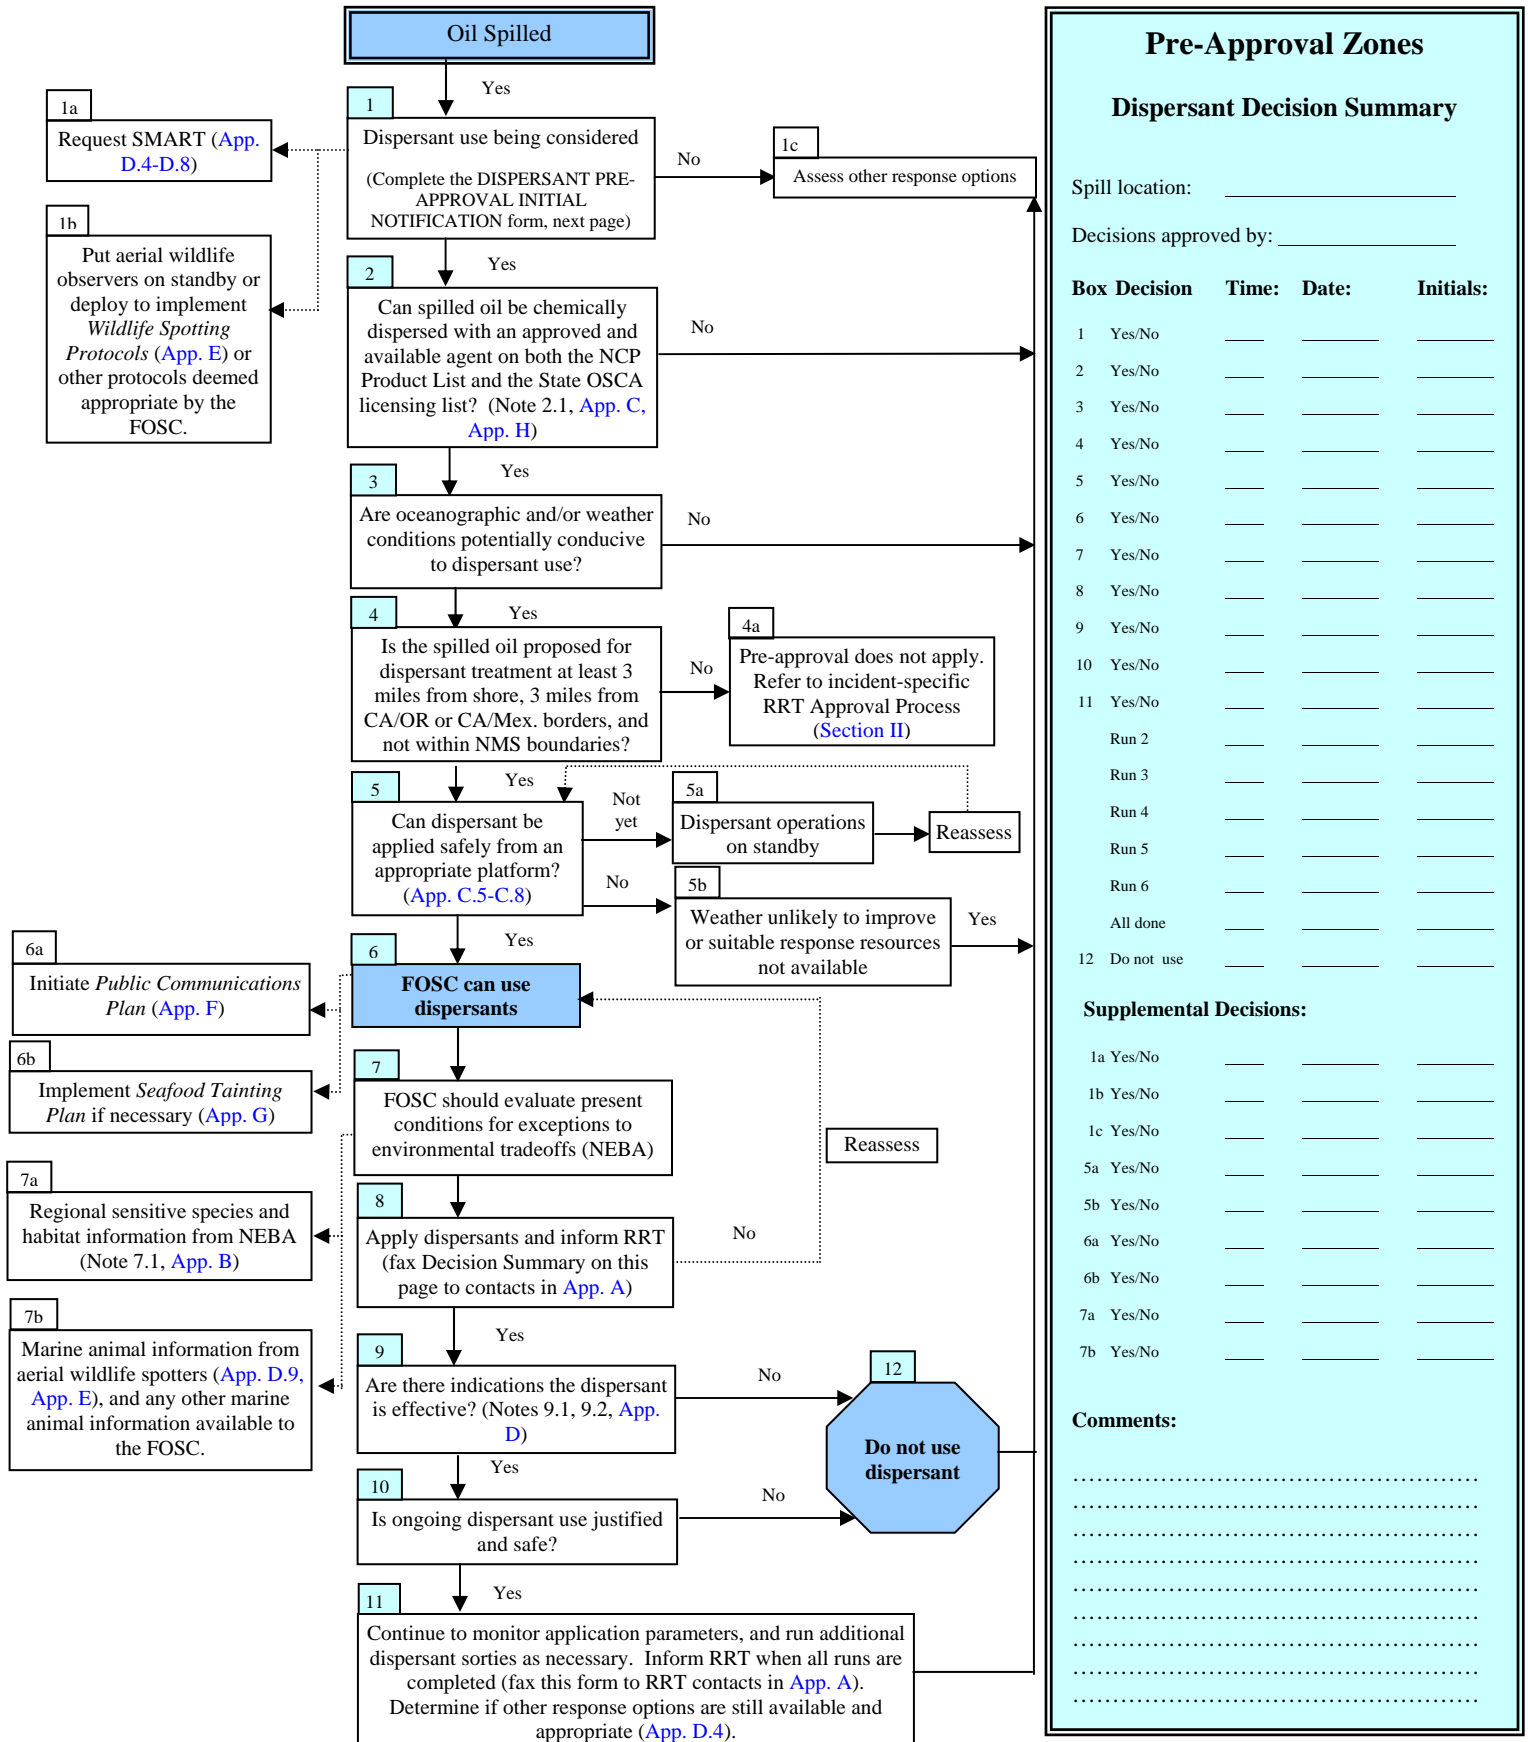 Oil Spilled
Yes
1
Dispersant use being considered
(Complete the DISPERSANT PRE-
APPROVAL INITIAL
NOTIFICATION form, next page)
1a
Request SMART (App.
D.4-D.8)
1b
Put aerial wildlife
observers on standby or
deploy to implement
Wildlife Spotting
Protocols (App. E) or
other protocols deemed
appropriate by the
FOSC.
No
1c
Assess other response options
Yes
2
Can spilled oil be chemically
dispersed with an approved and
available agent on both the NCP
Product List and the State OSCA
licensing list? (Note 2.1, App. C,
App. H)
No
Yes
3
Are oceanographic and/or weather
conditions potentially conducive
to dispersant use?
No
Yes
4
Is the spilled oil proposed for
dispersant treatment at least 3
miles from shore, 3 miles from
CA/OR or CA/Mex. borders, and
not within NMS boundaries?
No
4a
Pre-approval does not apply.
Refer to incident-specific
RRT Approval Process
(Section II)
Yes
5
Can dispersant be
applied safely from an
appropriate platform?
(App. C.5-C.8)
Not
yet
5a
Dispersant operations
on standby
Reassess
No
5b
Weather unlikely to improve
or suitable response resources
not available
Yes
Yes
6
FOSC can use
dispersants
6a
Initiate Public Communications
Plan (App. F)
6b
Implement Seafood Tainting
Plan if necessary (App. G)
7
FOSC should evaluate present
conditions for exceptions to
environmental tradeoffs (NEBA)
Reassess
7a
Regional sensitive species and
habitat information from NEBA
(Note 7.1, App. B)
7b
Marine animal information from
aerial wildlife spotters (App. D.9,
App. E), and any other marine
animal information available to
the FOSC.
8
Apply dispersants and inform RRT
(fax Decision Summary on this
page to contacts in App. A)
No
Yes
9
Are there indications the dispersant
is effective? (Notes 9.1, 9.2, App.
D)
No
12
Do not use
dispersant
Yes
10
Is ongoing dispersant use justified
and safe?
No
Yes
11
Continue to monitor application parameters, and run additional
dispersant sorties as necessary. Inform RRT when all runs are
completed (fax this form to RRT contacts in App. A).
Determine if other response options are still available and
appropriate (App. D.4).
Pre-Approval Zones
Dispersant Decision Summary
Spill location:
Decisions approved by:
Box Decision Time: Date: Initials:
1 Yes/No
2 Yes/No
3 Yes/No
4 Yes/No
5 Yes/No
6 Yes/No
7 Yes/No
8 Yes/No
9 Yes/No
10 Yes/No
11 Yes/No
Run 2
Run 3
Run 4
Run 5
Run 6
All done
12 Do not use
Supplemental Decisions:
1a Yes/No
1b Yes/No
1c Yes/No
5a Yes/No
5b Yes/No
6a Yes/No
6b Yes/No
7a Yes/No
7b Yes/No
Comments: